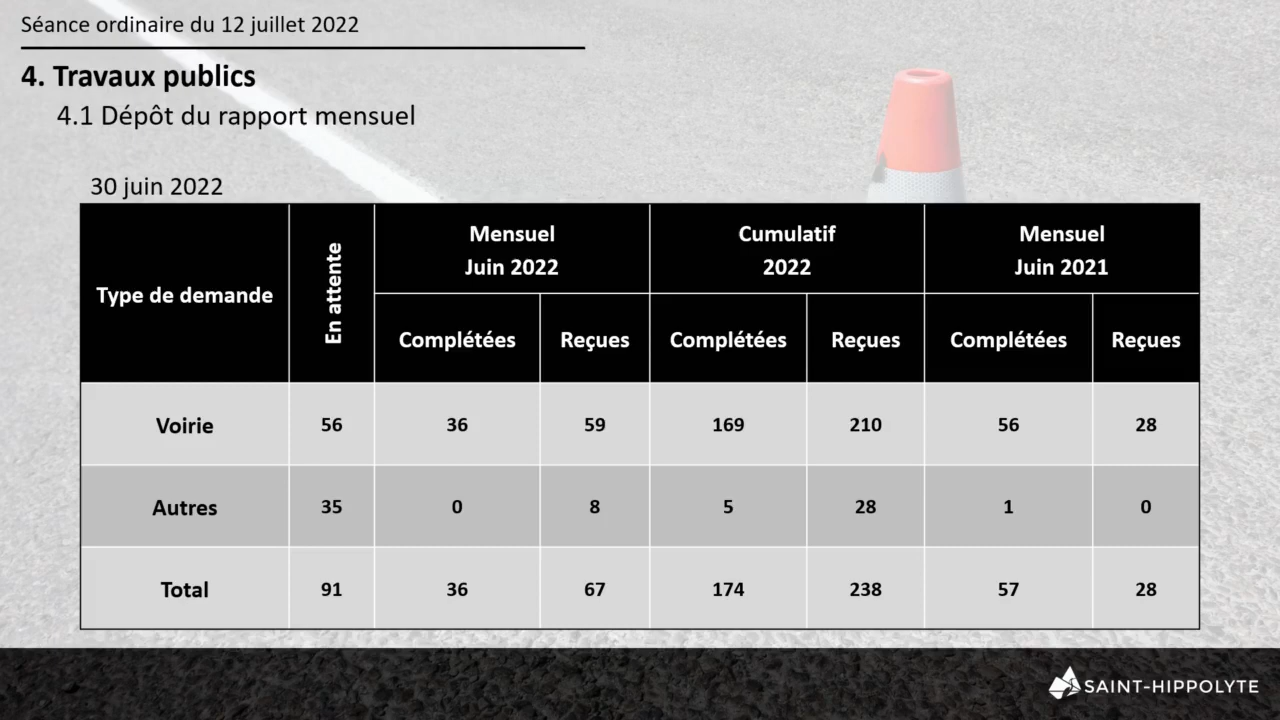 Séance ordinaire du 12 juillet 2022
4. Travaux publics
4.1 Dépôt du rapport mensuel
30 juin 2022
Type de demande
En attente
Mensuel
Juin 2022
Cumulatif
2022
Mensuel
Juin 2021
Complétées Reçues Complétées Reçues Complétées Reçues
Voirie 56 36 59 169 210 56 28
Autres 35 0 8 5 28 1 0
Total 91 36 67 174 238 57 28
SAINT-HIPPOLYTE